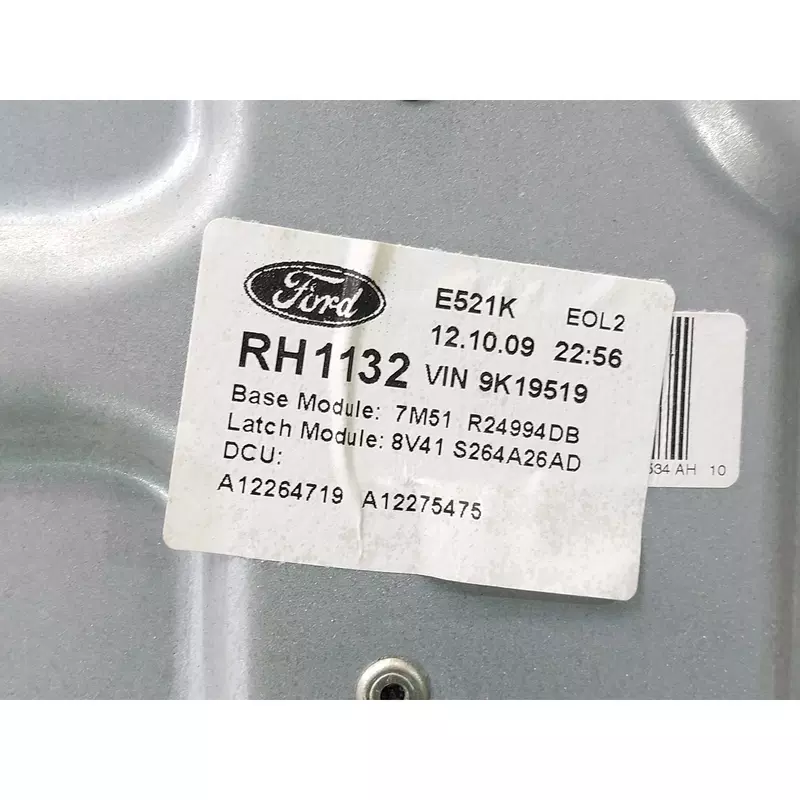 Ford
E521K EOL2
12.10.09 22:56
RH1132 VIN 9K19519
Base Module: 7M51 R24994DB
Latch Module: 8V41 S264A26AD
DCU:
A12264719 A12275475
534 AH 10